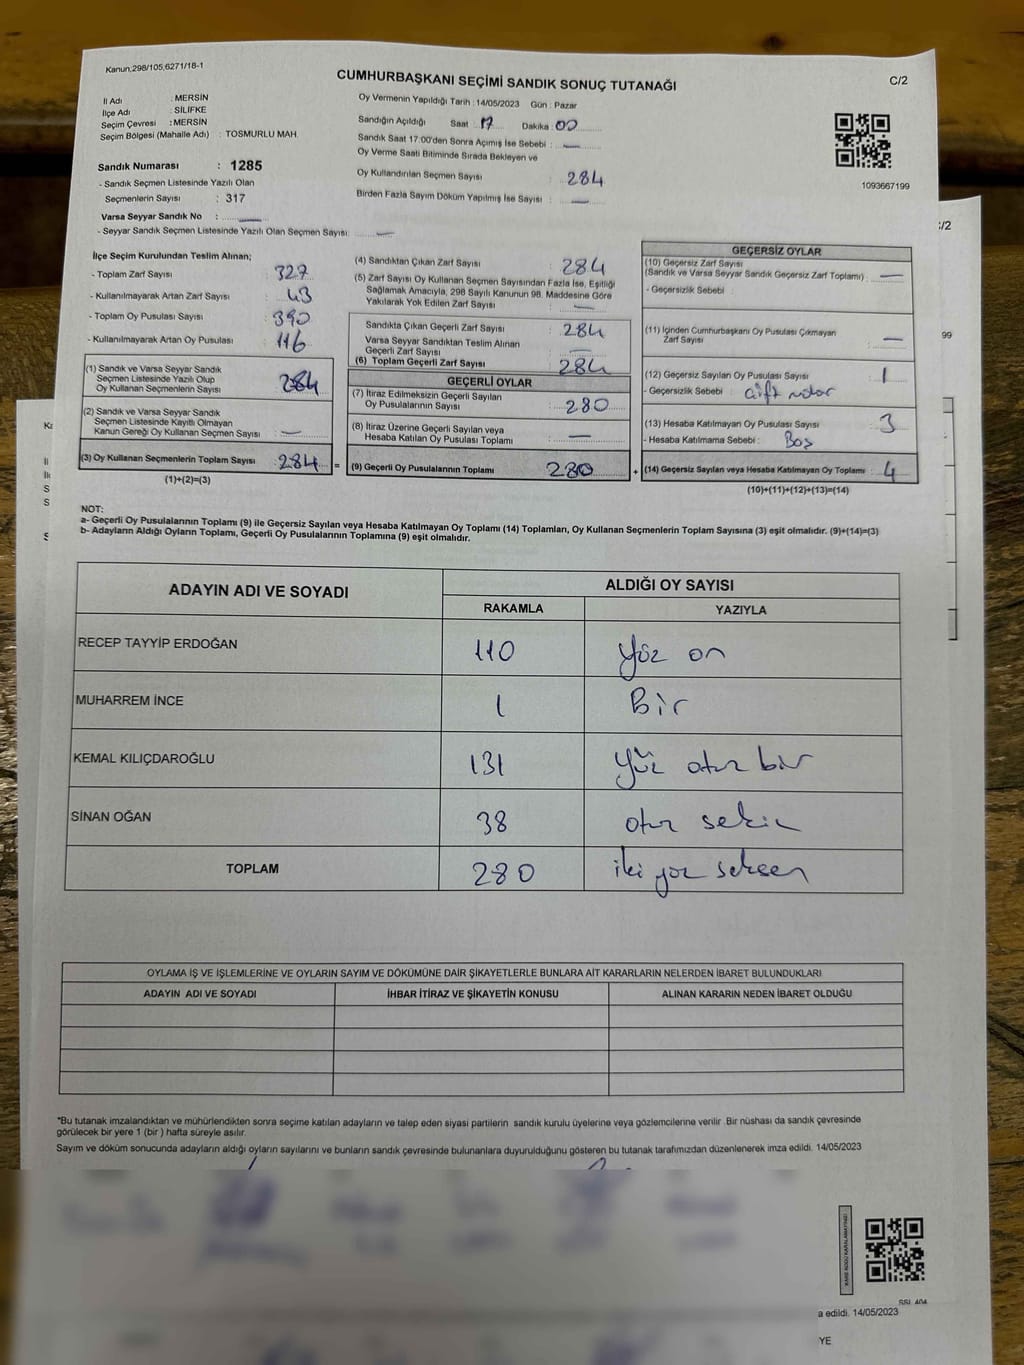 Kanun,298/105,6271/18-1
CUMHURBAŞKANI SEÇİMİ SANDIK SONUÇ TUTANAĞI
C/2
İl Adı : MERSİN
İlçe Adı : SİLİFKE
Seçim Çevresi : MERSİN
Seçim Bölgesi (Mahalle Adı) : TOSMURLU MAH.
Sandık Numarası : 1285
- Sandık Seçmen Listesinde Yazılı Olan
Seçmenlerin Sayısı : 317
Varsa Seyyar Sandık No : —
- Seyyar Sandık Seçmen Listesinde Yazılı Olan Seçmen Sayısı: —
Oy Vermenin Yapıldığı Tarih : 14/05/2023 Gün : Pazar
Sandığın Açıldığı Saat 17 Dakika 00
Sandık Saat 17:00'den Sonra Açımış İse Sebebi : —
Oy Verme Saati Bitiminde Sırada Bekleyen ve
Oy Kullandırılan Seçmen Sayısı : 284
Birden Fazla Sayım Döküm Yapılmış İse Sayısı : —
1093667199
:/2
99
İlçe Seçim Kurulundan Teslim Alınan;
- Toplam Zarf Sayısı : 327
- Kullanılmayarak Artan Zarf Sayısı : 43
- Toplam Oy Pusulası Sayısı : 390
- Kullanılmayarak Artan Oy Pusulası : 116
(1) Sandık ve Varsa Seyyar Sandık
Seçmen Listesinde Yazılı Olup
Oy Kullanan Seçmenlerin Sayısı : 284
(2) Sandık ve Varsa Seyyar Sandık
Seçmen Listesinde Kayıtlı Olmayan
Kanun Gereği Oy Kullanan Seçmen Sayısı : —
(3) Oy Kullanan Seçmenlerin Toplam Sayısı : 284 =
(1)+(2)=(3)
(4) Sandıktan Çıkan Zarf Sayısı : 284
(5) Zarf Sayısı Oy Kullanan Seçmen Sayısından Fazla İse, Eşitliği
Sağlamak Amacıyla, 298 Sayılı Kanunun 98. Maddesine Göre
Yakılarak Yok Edilen Zarf Sayısı : —
Sandıkta Çıkan Geçerli Zarf Sayısı : 284
Varsa Seyyar Sandıktan Teslim Alınan
Geçerli Zarf Sayısı : —
(6) Toplam Geçerli Zarf Sayısı : 284
GEÇERLİ OYLAR
(7) İtiraz Edilmeksizin Geçerli Sayılan
Oy Pusulalarının Sayısı : 280
(8) İtiraz Üzerine Geçerli Sayılan veya
Hesaba Katılan Oy Pusulası Toplamı : —
(9) Geçerli Oy Pusulalarının Toplamı 280 +
GEÇERSİZ OYLAR
(10) Geçersiz Zarf Sayısı
(Sandık ve Varsa Seyyar Sandık Geçersiz Zarf Toplamı) : —
- Geçersizlik Sebebi :
(11) İçinden Cumhurbaşkanı Oy Pusulası Çıkmayan
Zarf Sayısı : —
(12) Geçersiz Sayılan Oy Pusulası Sayısı : 1
- Geçersizlik Sebebi : çift mühür
(13) Hesaba Katılmayan Oy Pusulası Sayısı : 3
- Hesaba Katılmama Sebebi : Boş
(14) Geçersiz Sayılan veya Hesaba Katılmayan Oy Toplamı : 4
(10)+(11)+(12)+(13)=(14)
NOT:
a- Geçerli Oy Pusulalarının Toplamı (9) ile Geçersiz Sayılan veya Hesaba Katılmayan Oy Toplamı (14) Toplamları, Oy Kullanan Seçmenlerin Toplam Sayısına (3) eşit olmalıdır. (9)+(14)=(3)
b- Adayların Aldığı Oyların Toplamı, Geçerli Oy Pusulalarının Toplamına (9) eşit olmalıdır.
ADAYIN ADI VE SOYADI ALDIĞI OY SAYISI
RAKAMLA YAZIYLA
RECEP TAYYİP ERDOĞAN 110 Yüz on
MUHARREM İNCE 1 Bir
KEMAL KILIÇDAROĞLU 131 Yüz otuz bir
SİNAN OĞAN 38 otuz sekiz
TOPLAM 280 iki yüz seksen
OYLAMA İŞ VE İŞLEMLERİNE VE OYLARIN SAYIM VE DÖKÜMÜNE DAİR ŞİKAYETLERLE BUNLARA AİT KARARLARIN NELERDEN İBARET BULUNDUKLARI
ADAYIN ADI VE SOYADI İHBAR İTİRAZ VE ŞİKAYETİN KONUSU ALINAN KARARIN NEDEN İBARET OLDUĞU
*Bu tutanak imzalandıktan ve mühürlendikten sonra seçime katılan adayların ve talep eden siyasi partilerin sandık kurulu üyelerine veya gözlemcilerine verilir. Bir nüshası da sandık çevresinde
görülecek bir yere 1 (bir ) hafta süreyle asılır.
Sayım ve döküm sonucunda adayların aldığı oyların sayılarını ve bunların sandık çevresinde bulunanlara duyurulduğunu gösteren bu tutanak tarafımızdan düzenlenerek imza edildi. 14/05/2023
a edildi. 14/05/2023
YE